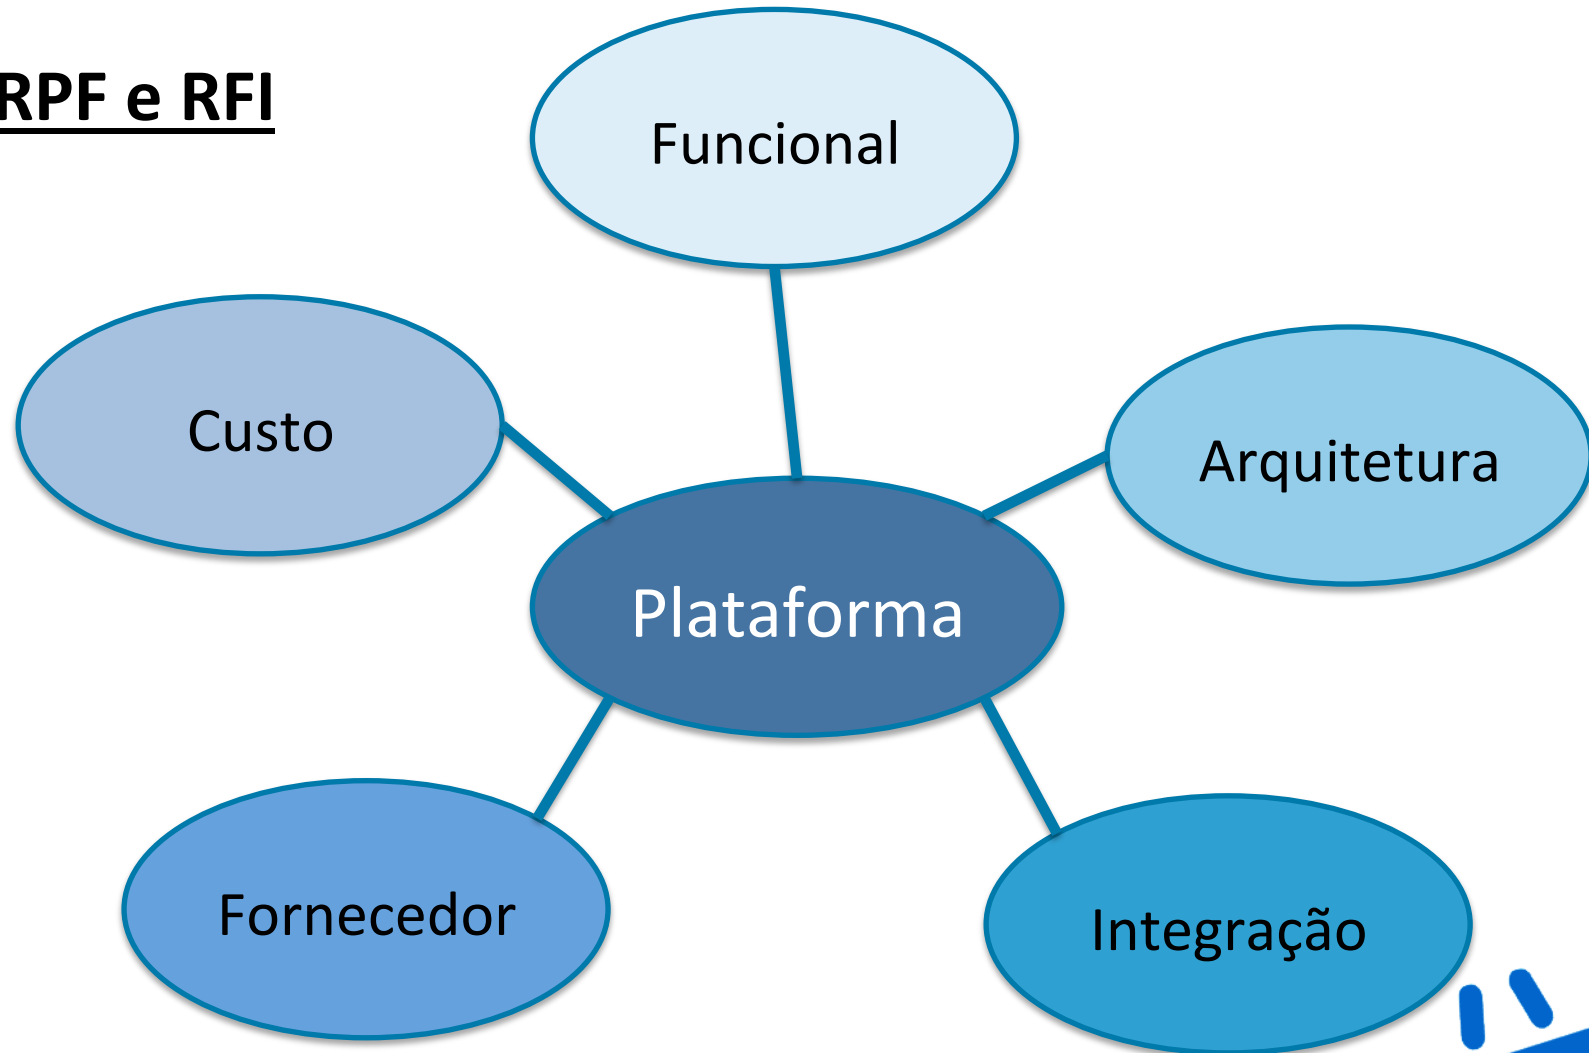 RPF e RFI
Funcional
Custo
Arquitetura
Plataforma
Fornecedor
Integração